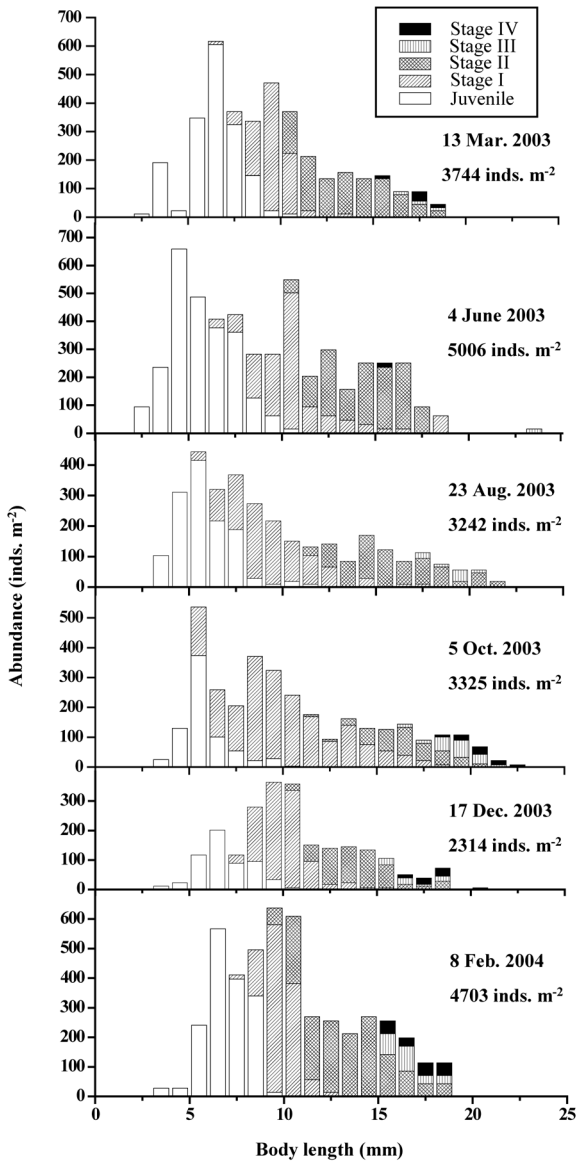 700
600
500
400
300
200
100
0
Stage IV
Stage III
Stage II
Stage I
Juvenile
13 Mar. 2003
3744 inds. m-2
700
600
500
400
300
200
100
0
4 June 2003
5006 inds. m-2
400
300
200
100
0
23 Aug. 2003
3242 inds. m-2
Abundance (inds. m-2)
500
400
300
200
100
0
5 Oct. 2003
3325 inds. m-2
300
200
100
0
17 Dec. 2003
2314 inds. m-2
600
500
400
300
200
100
0
8 Feb. 2004
4703 inds. m-2
0 5 10 15 20 25
Body length (mm)